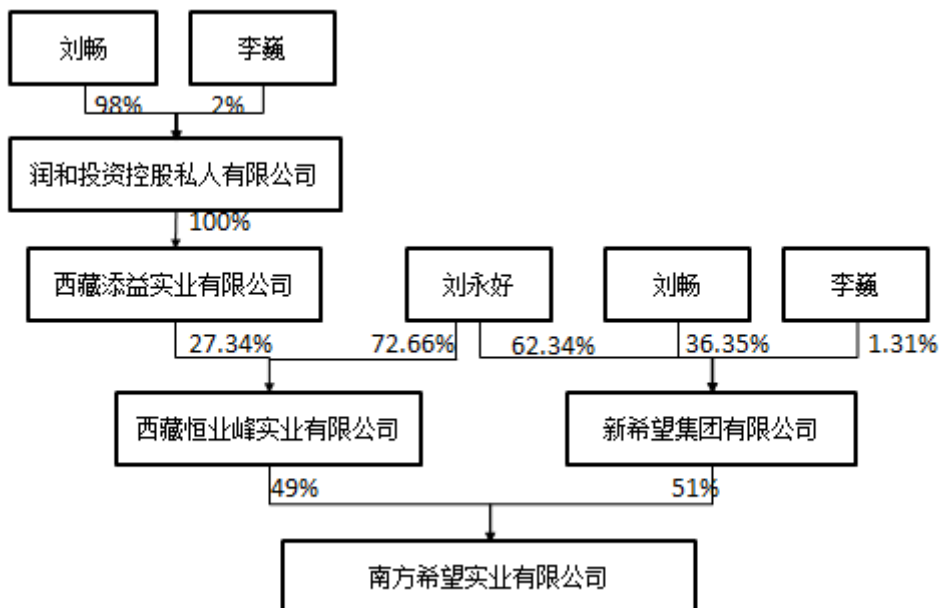 刘畅
李巍
98%
2%
润和投资控股私人有限公司
100%
西藏添益实业有限公司
刘永好
刘畅
李巍
27.34%
72.66%
62.34%
36.35%
1.31%
西藏恒业峰实业有限公司
新希望集团有限公司
49%
51%
南方希望实业有限公司